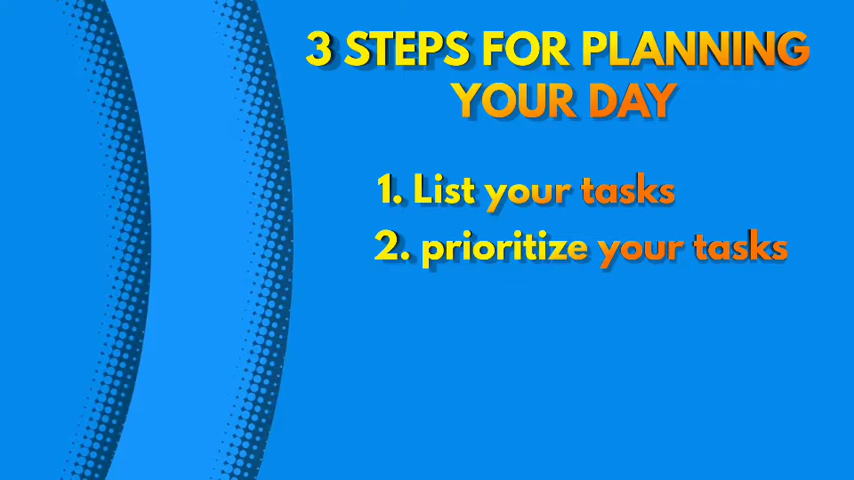 3 STEPS FOR PLANNING
YOUR DAY
1. List your tasks
2. prioritize your tasks